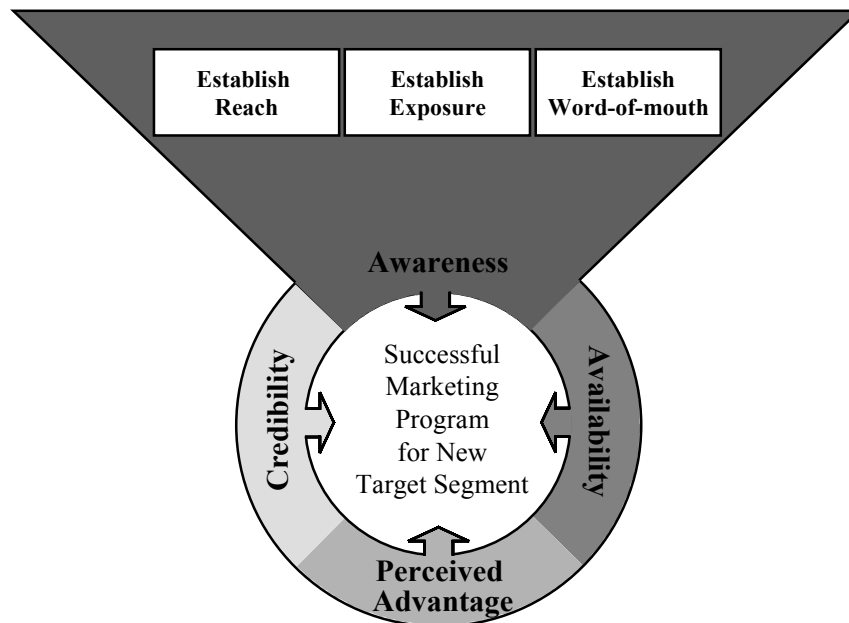 Establish
Reach
Establish
Exposure
Establish
Word-of-mouth
Awareness
Credibility
Successful
Marketing
Program
for New
Target Segment
Availability
Perceived
Advantage